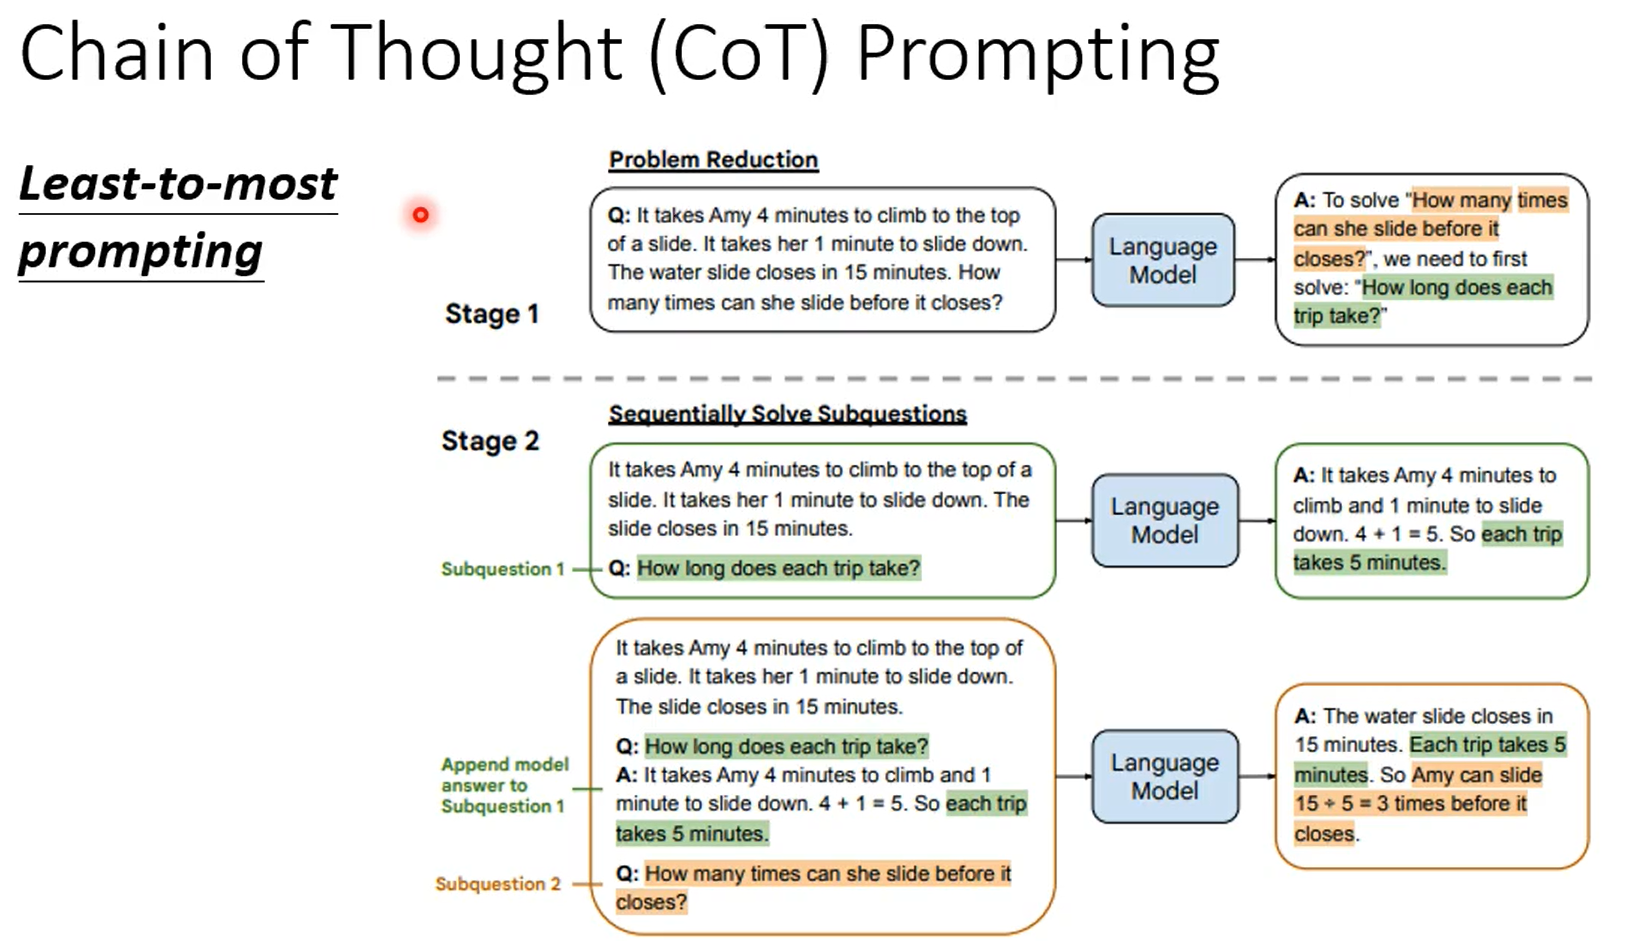 Chain of Thought (CoT) Prompting
Least-to-most
prompting
Problem Reduction
Stage 1
Q: It takes Amy 4 minutes to climb to the top
of a slide. It takes her 1 minute to slide down.
The water slide closes in 15 minutes. How
many times can she slide before it closes?
Language
Model
A: To solve "How many times
can she slide before it
closes?", we need to first
solve: "How long does each
trip take?"
Sequentially Solve Subquestions
Stage 2
It takes Amy 4 minutes to climb to the top of a
slide. It takes her 1 minute to slide down. The
slide closes in 15 minutes.
Subquestion 1
Q: How long does each trip take?
Language
Model
A: It takes Amy 4 minutes to
climb and 1 minute to slide
down. 4 + 1 = 5. So each trip
takes 5 minutes.
It takes Amy 4 minutes to climb to the top of
a slide. It takes her 1 minute to slide down.
The slide closes in 15 minutes.
Q: How long does each trip take?
Append model
answer to
Subquestion 1
A: It takes Amy 4 minutes to climb and 1
minute to slide down. 4 + 1 = 5. So each trip
takes 5 minutes.
Subquestion 2
Q: How many times can she slide before it
closes?
Language
Model
A: The water slide closes in
15 minutes. Each trip takes 5
minutes. So Amy can slide
15 ÷ 5 = 3 times before it
closes.